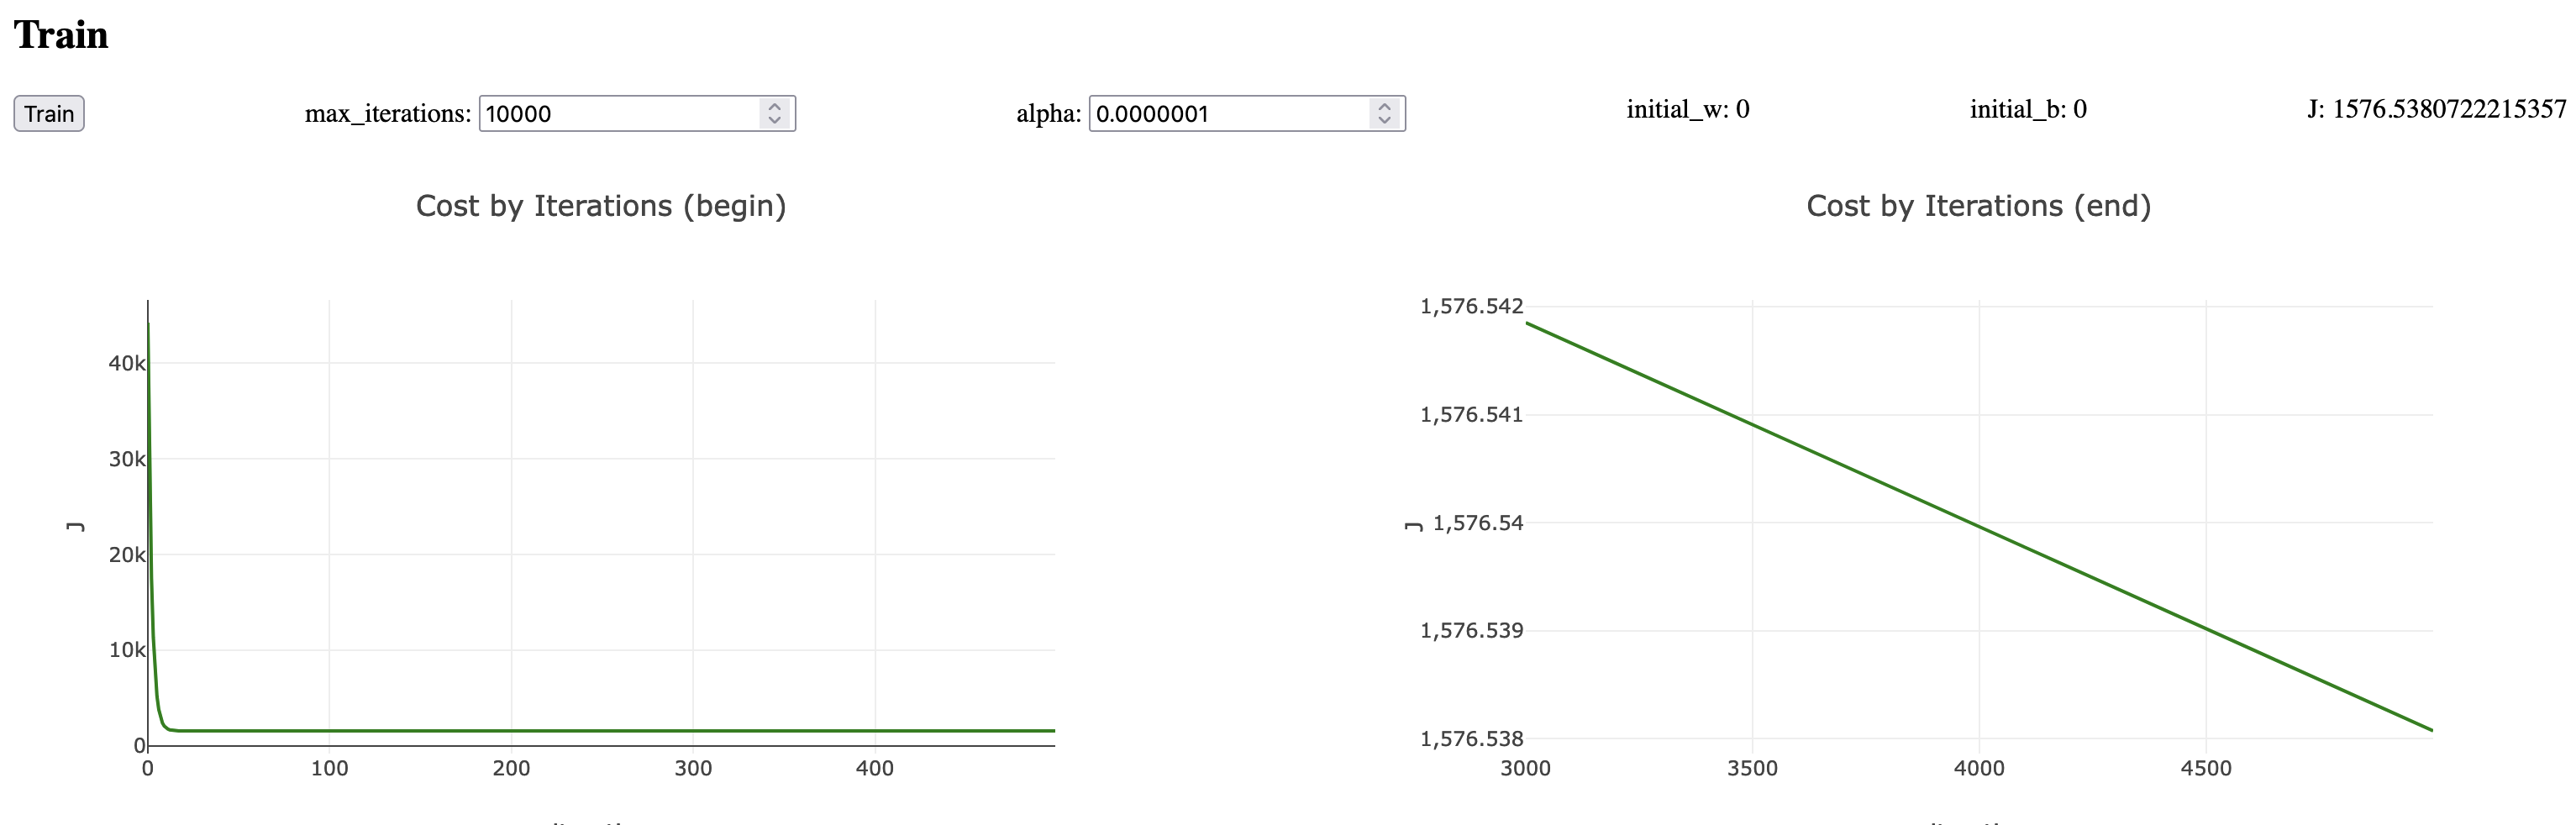 Train
Train max_iterations: 10000 alpha: 0.0000001 initial_w: 0 initial_b: 0 J: 1576.5380722215357
Cost by Iterations (begin)
J
40k
30k
20k
10k
0
0 100 200 300 400
Cost by Iterations (end)
J
1,576.542
1,576.541
1,576.54
1,576.539
1,576.538
3000 3500 4000 4500